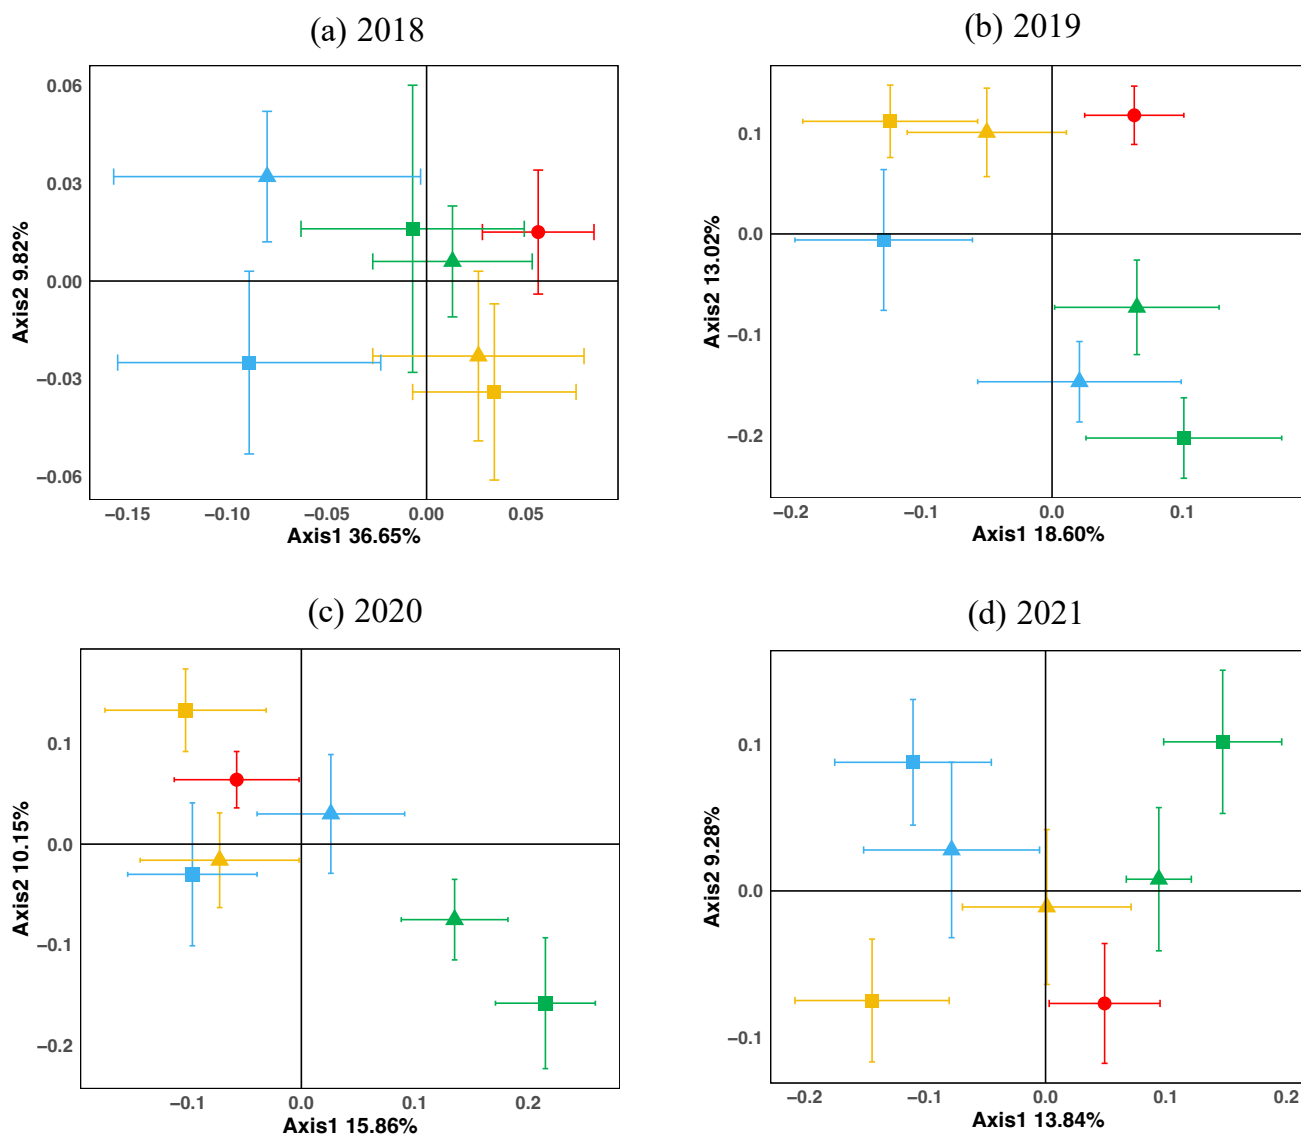 (a) 2018
0.06
0.03
0.00
−0.03
−0.06
Axis2 9.82%
−0.15 −0.10 −0.05 0.00 0.05
Axis1 36.65%
(b) 2019
0.1
0.0
−0.1
−0.2
Axis2 13.02%
−0.2 −0.1 0.0 0.1
Axis1 18.60%
(c) 2020
0.1
0.0
−0.1
−0.2
Axis2 10.15%
−0.1 0.0 0.1 0.2
Axis1 15.86%
(d) 2021
0.1
0.0
−0.1
Axis2 9.28%
−0.2 −0.1 0.0 0.1 0.2
Axis1 13.84%